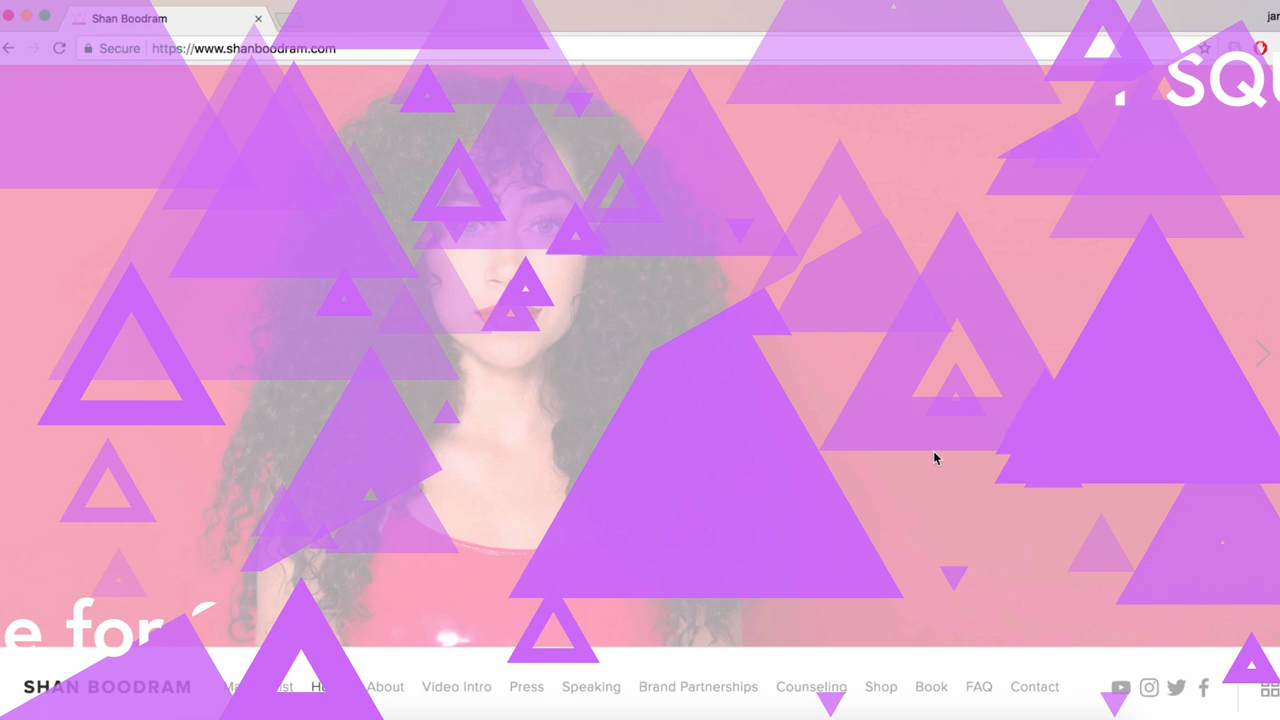 Shan Boodram
jar
Secure https://www.shanboodram.com
SQU
e for
SHAN BOODRAM
About Video Intro Press Speaking Brand Partnerships Counseling Shop Book FAQ Contact